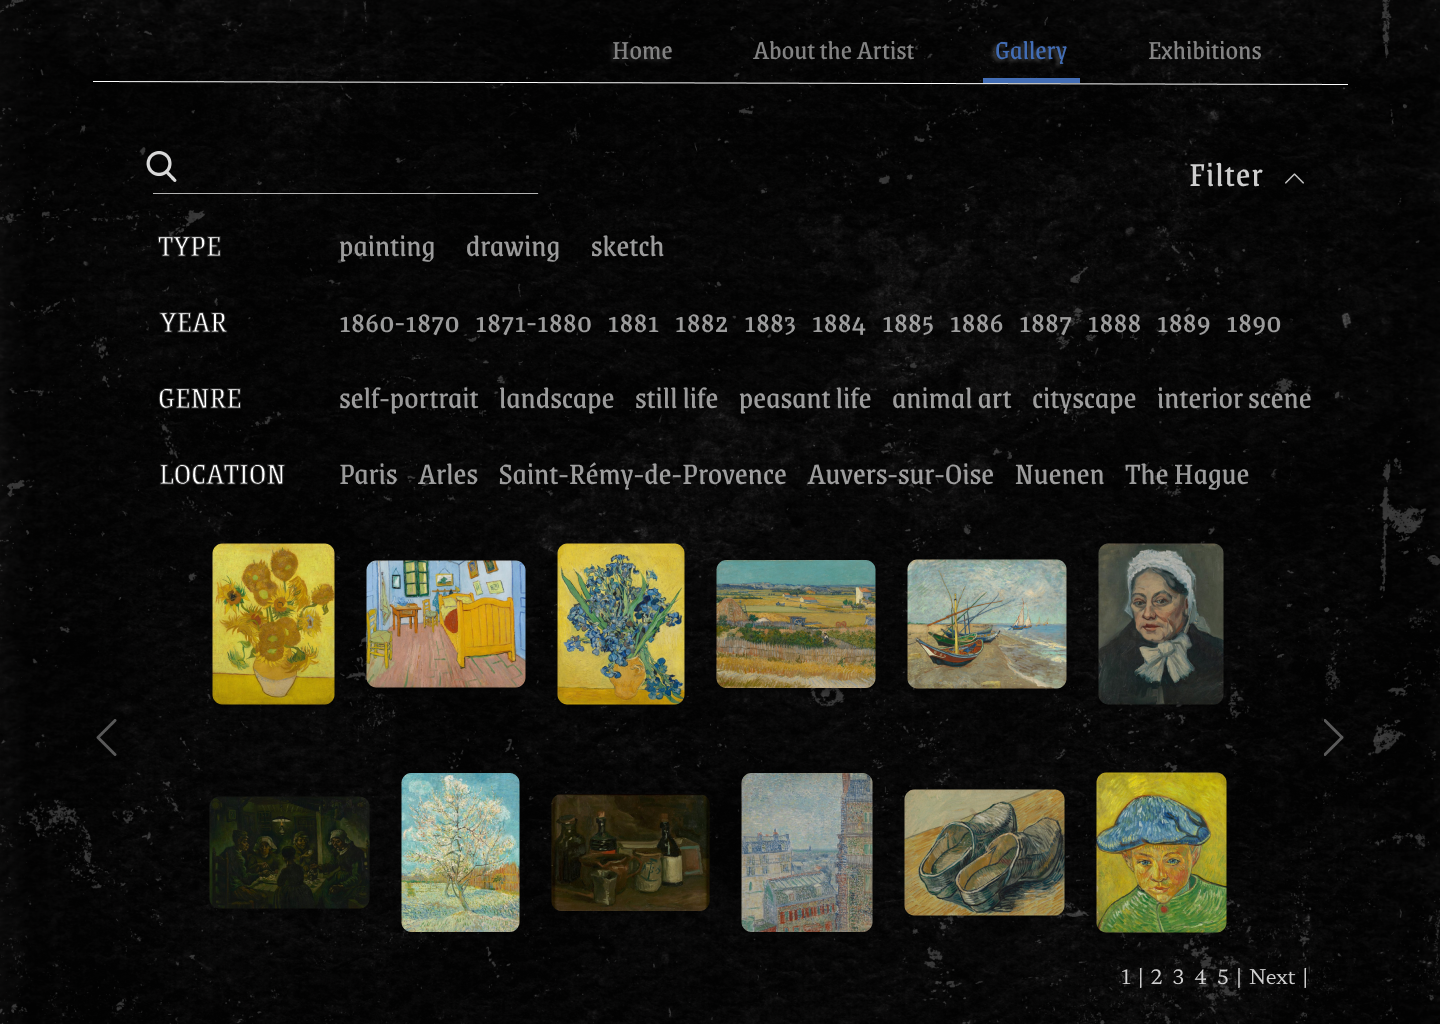 Home About the Artist Gallery Exhibitions
Filter
TYPE painting drawing sketch
YEAR 1860-1870 1871-1880 1881 1882 1883 1884 1885 1886 1887 1888 1889 1890
GENRE self-portrait landscape still life peasant life animal art cityscape interior scene
LOCATION Paris Arles Saint-Rémy-de-Provence Auvers-sur-Oise Nuenen The Hague
1 | 2 3 4 5 | Next |